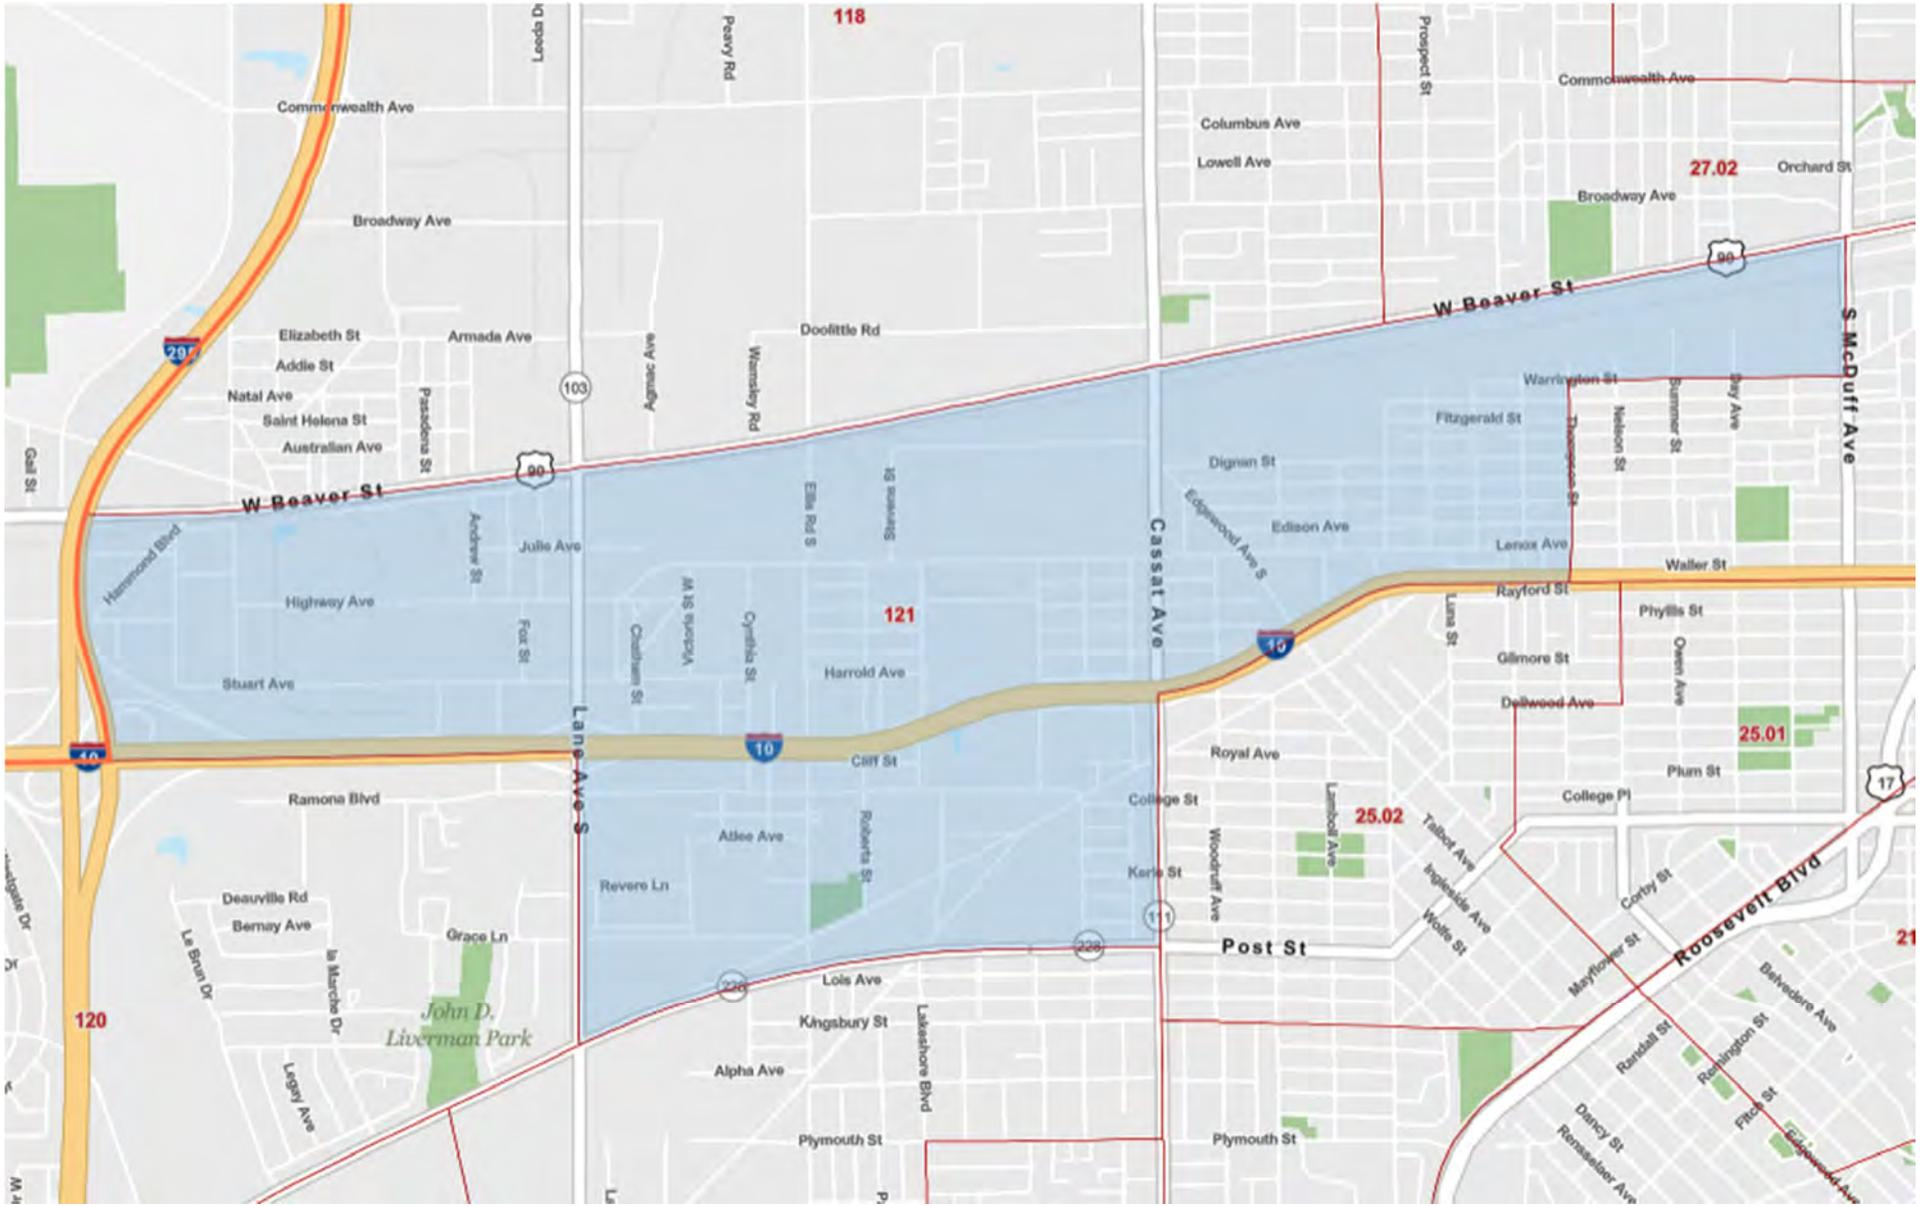 118
Peavy Rd
Prospect St
Commonwealth Ave
Commonwealth Ave
Columbus Ave
Lowell Ave
27.02
Orchard St
Broadway Ave
Broadway Ave
90
W Beaver St
S McDuff Ave
Elizabeth St
Armada Ave
Doolittle Rd
295
Addie St
Natal Ave
Saint Helena St
Australian Ave
Pasadena St
103
Agmac Ave
Wamsley Rd
Warrington St
Fitzgerald St
Nelson St
Summer St
Day Ave
Gail St
90
W Beaver St
Dignan St
Ellis Rd S
Stevens St
Edgewood Ave S
Edison Ave
Lenox Ave
Cassat Ave
Hammond Blvd
Andrew St
Julie Ave
Waller St
Rayford St
Highway Ave
Victoria St W
121
Phyllis St
Fox St
Chatham St
Cynthia St
Luna St
10
Harrold Ave
Gilmore St
Owen Ave
Stuart Ave
Dellwood Ave
Lane Ave S
10
10
Cliff St
Royal Ave
25.01
Plum St
17
Ramona Blvd
College St
College Pl
25.02
Lamboll Ave
Talbot Ave
Atlee Ave
Roberta St
Woodruff Ave
Kerle St
Revere Ln
Ingleside Ave
Corby St
Roosevelt Blvd
Deauville Rd
Bernay Ave
111
Wolfe St
Grace Ln
Le Brun Dr
la Marche Dr
228
Post St
21
228
Lois Ave
Mayflower St
Belvedere Ave
120
John D.
Liverman Park
Kingsbury St
Lakeshore Blvd
Randall St
Remington St
Alpha Ave
Legay Ave
Fitch St
Dancy St
Plymouth St
Plymouth St
Rensselaer Ave
Edgewood Ave